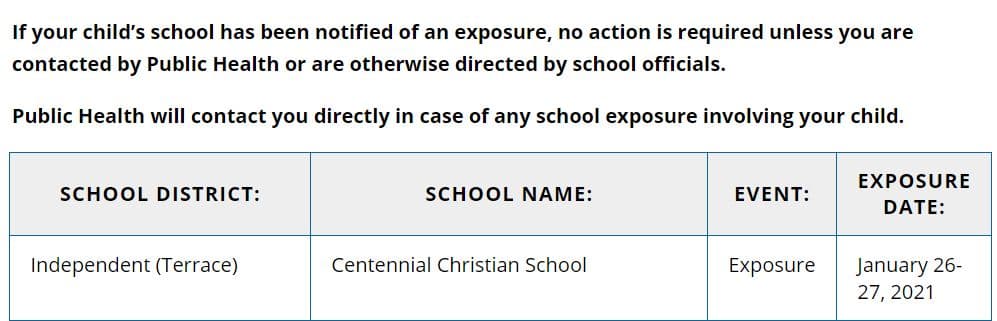 If your child's school has been notified of an exposure, no action is required unless you are
contacted by Public Health or are otherwise directed by school officials.
Public Health will contact you directly in case of any school exposure involving your child.
SCHOOL DISTRICT:
SCHOOL NAME:
EVENT:
EXPOSURE
DATE:
Independent (Terrace)
Centennial Christian School
Exposure
January 26-
27, 2021